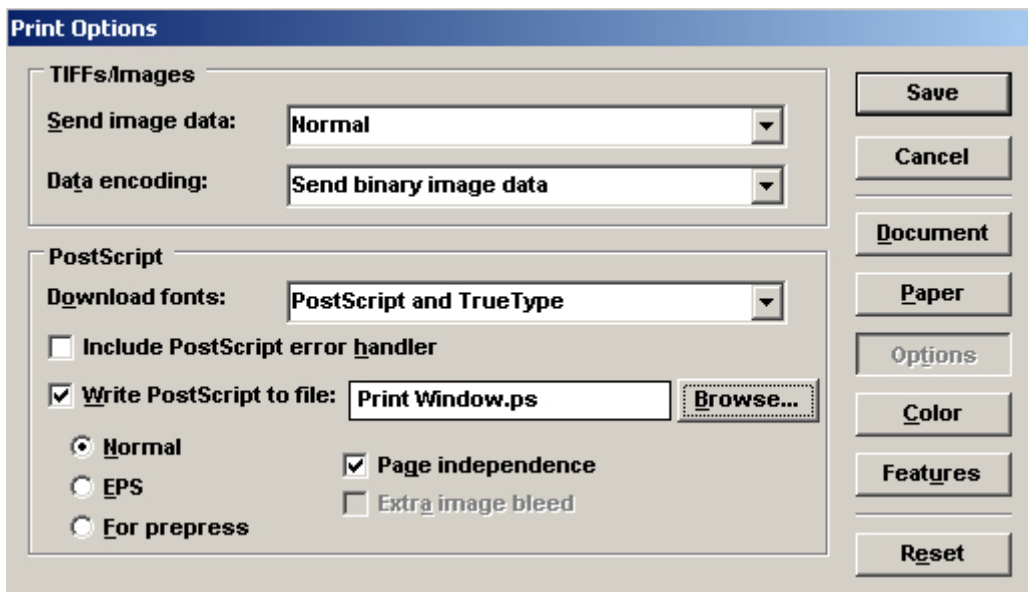 Print Options
TIFFs/Images
Send image data: Normal
Data encoding: Send binary image data
PostScript
Download fonts: PostScript and TrueType
Include PostScript error handler
Write PostScript to file: Print Window.ps Browse...
Normal
EPS
For prepress
Page independence
Extra image bleed
Save
Cancel
Document
Paper
Options
Color
Features
Reset